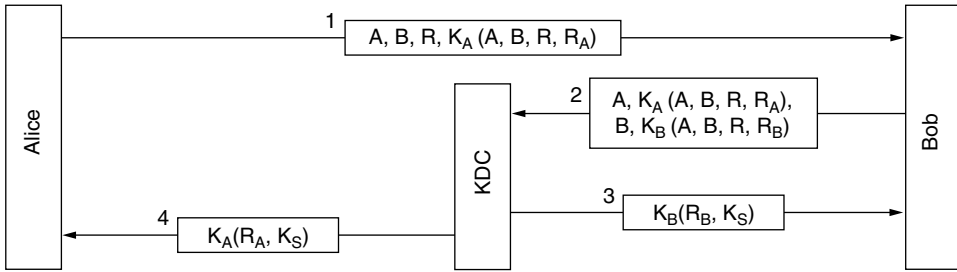 1
A, B, R, K_A (A, B, R, R_A)
Alice
Bob
KDC
2
A, K_A (A, B, R, R_A),
B, K_B (A, B, R, R_B)
3
K_B(R_B, K_S)
4
K_A(R_A, K_S)